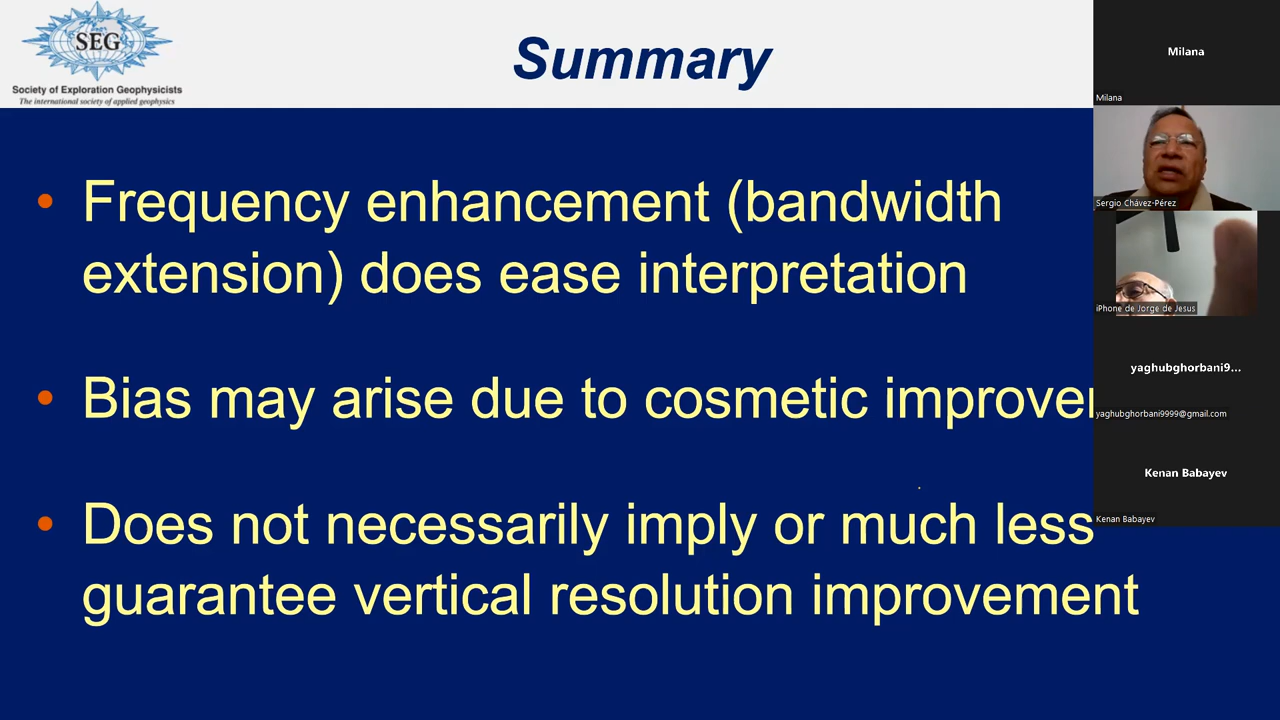 SEG
Society of Exploration Geophysicists
The international society of applied geophysics
Summary
• Frequency enhancement (bandwidth
extension) does ease interpretation
• Bias may arise due to cosmetic
• Does not necessarily imply or much less
guarantee vertical resolution improvement
Milana
Milana
Sergio Chávez-Pérez
iPhone de Jorge de Jesus
yaghubghorbani9...
yaghubghorbani9999@gmail.com
Kenan Babayev
Kenan Babayev